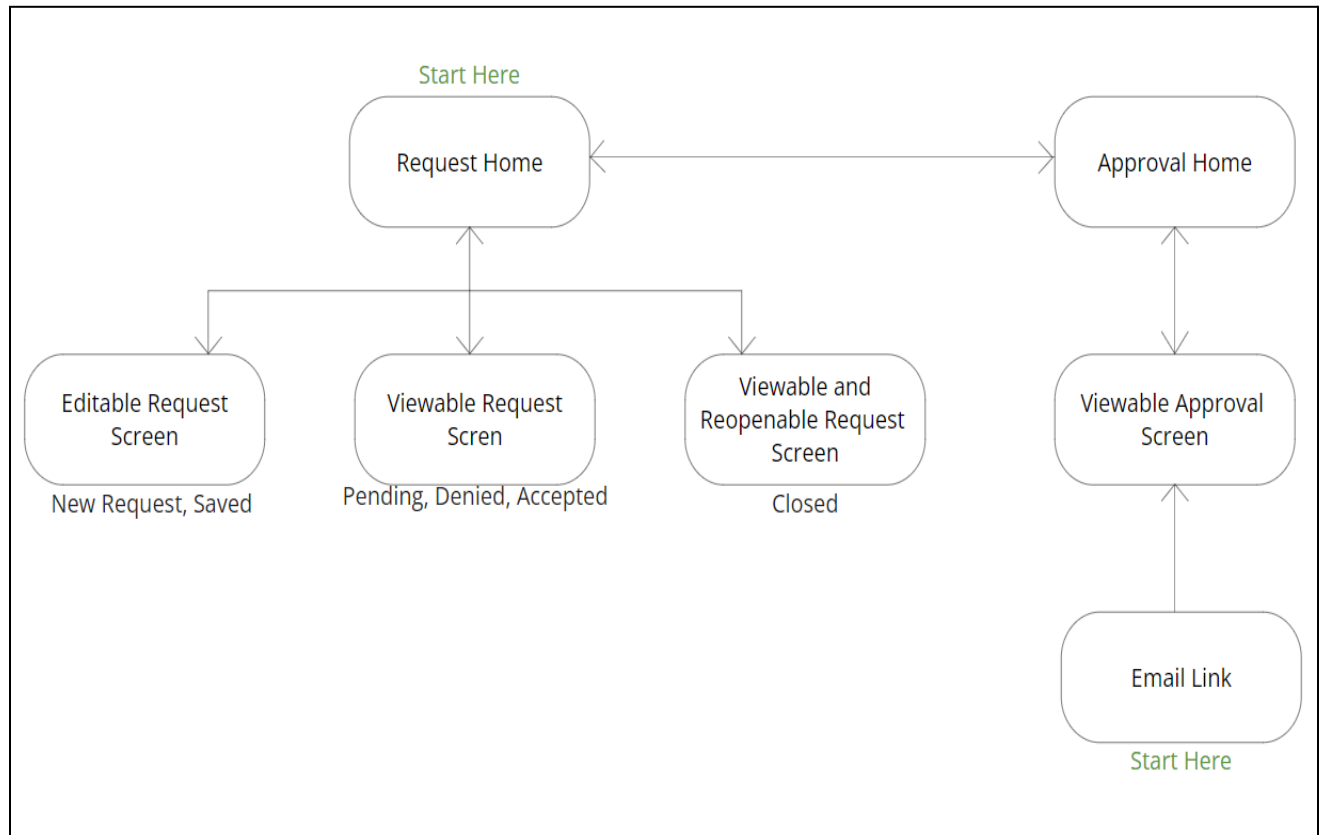 Start Here
Request Home
Approval Home
Editable Request
Screen
New Request, Saved
Viewable Request
Scren
Pending, Denied, Accepted
Viewable and
Reopenable Request
Screen
Closed
Viewable Approval
Screen
Email Link
Start Here